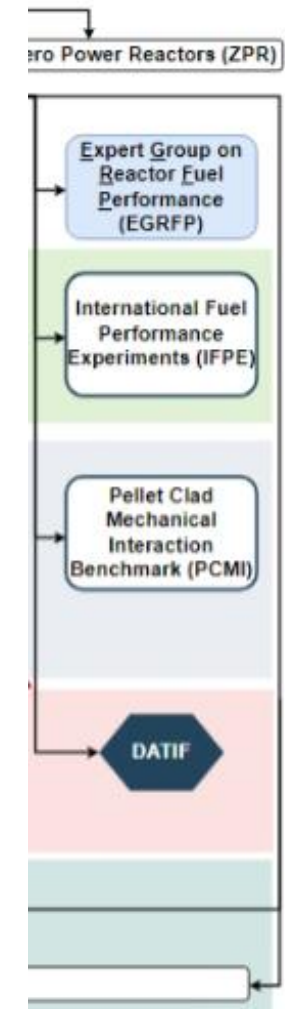 ero Power Reactors (ZPR)
Expert Group on
Reactor Fuel
Performance
(EGRFP)
International Fuel
Performance
Experiments (IFPE)
Pellet Clad
Mechanical
Interaction
Benchmark (PCMI)
DATIF